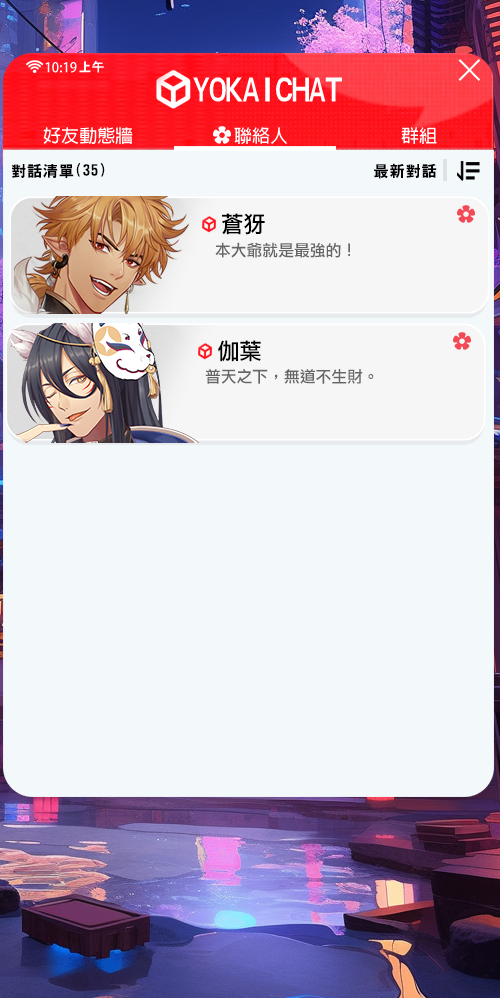 10:19上午
YOKAICHAT
好友動態牆
聯絡人
群組
對話清單(35)
最新對話
蒼犽
本大爺就是最強的！
伽葉
普天之下，無道不生財。